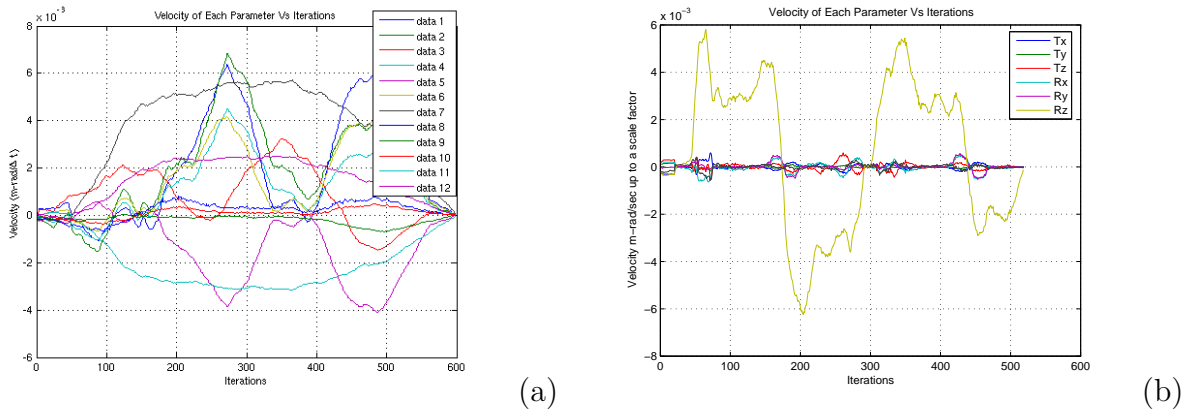 × 10⁻⁵
Velocity of Each Parameter Vs Iterations
8
6
4
2
0
-2
-4
-6
Velocity (m-rad/Δ t)
0 100 200 300 400 500 600
Iterations
data 1
data 2
data 3
data 4
data 5
data 6
data 7
data 8
data 9
data 10
data 11
data 12
(a)
x 10⁻³
Velocity of Each Parameter Vs Iterations
6
4
2
0
−2
−4
−6
−8
Velocity m−rad/sec up to a scale factor
0 100 200 300 400 500 600
Iterations
Tx
Ty
Tz
Rx
Ry
Rz
(b)